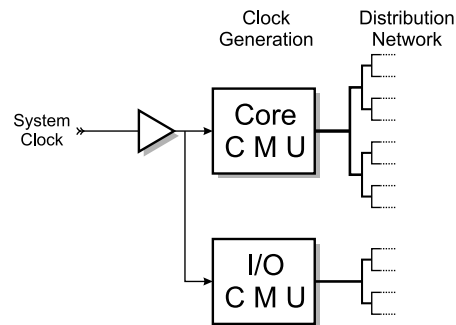 Clock
Generation
Distribution
Network
System
Clock
Core
C M U
I/O
C M U